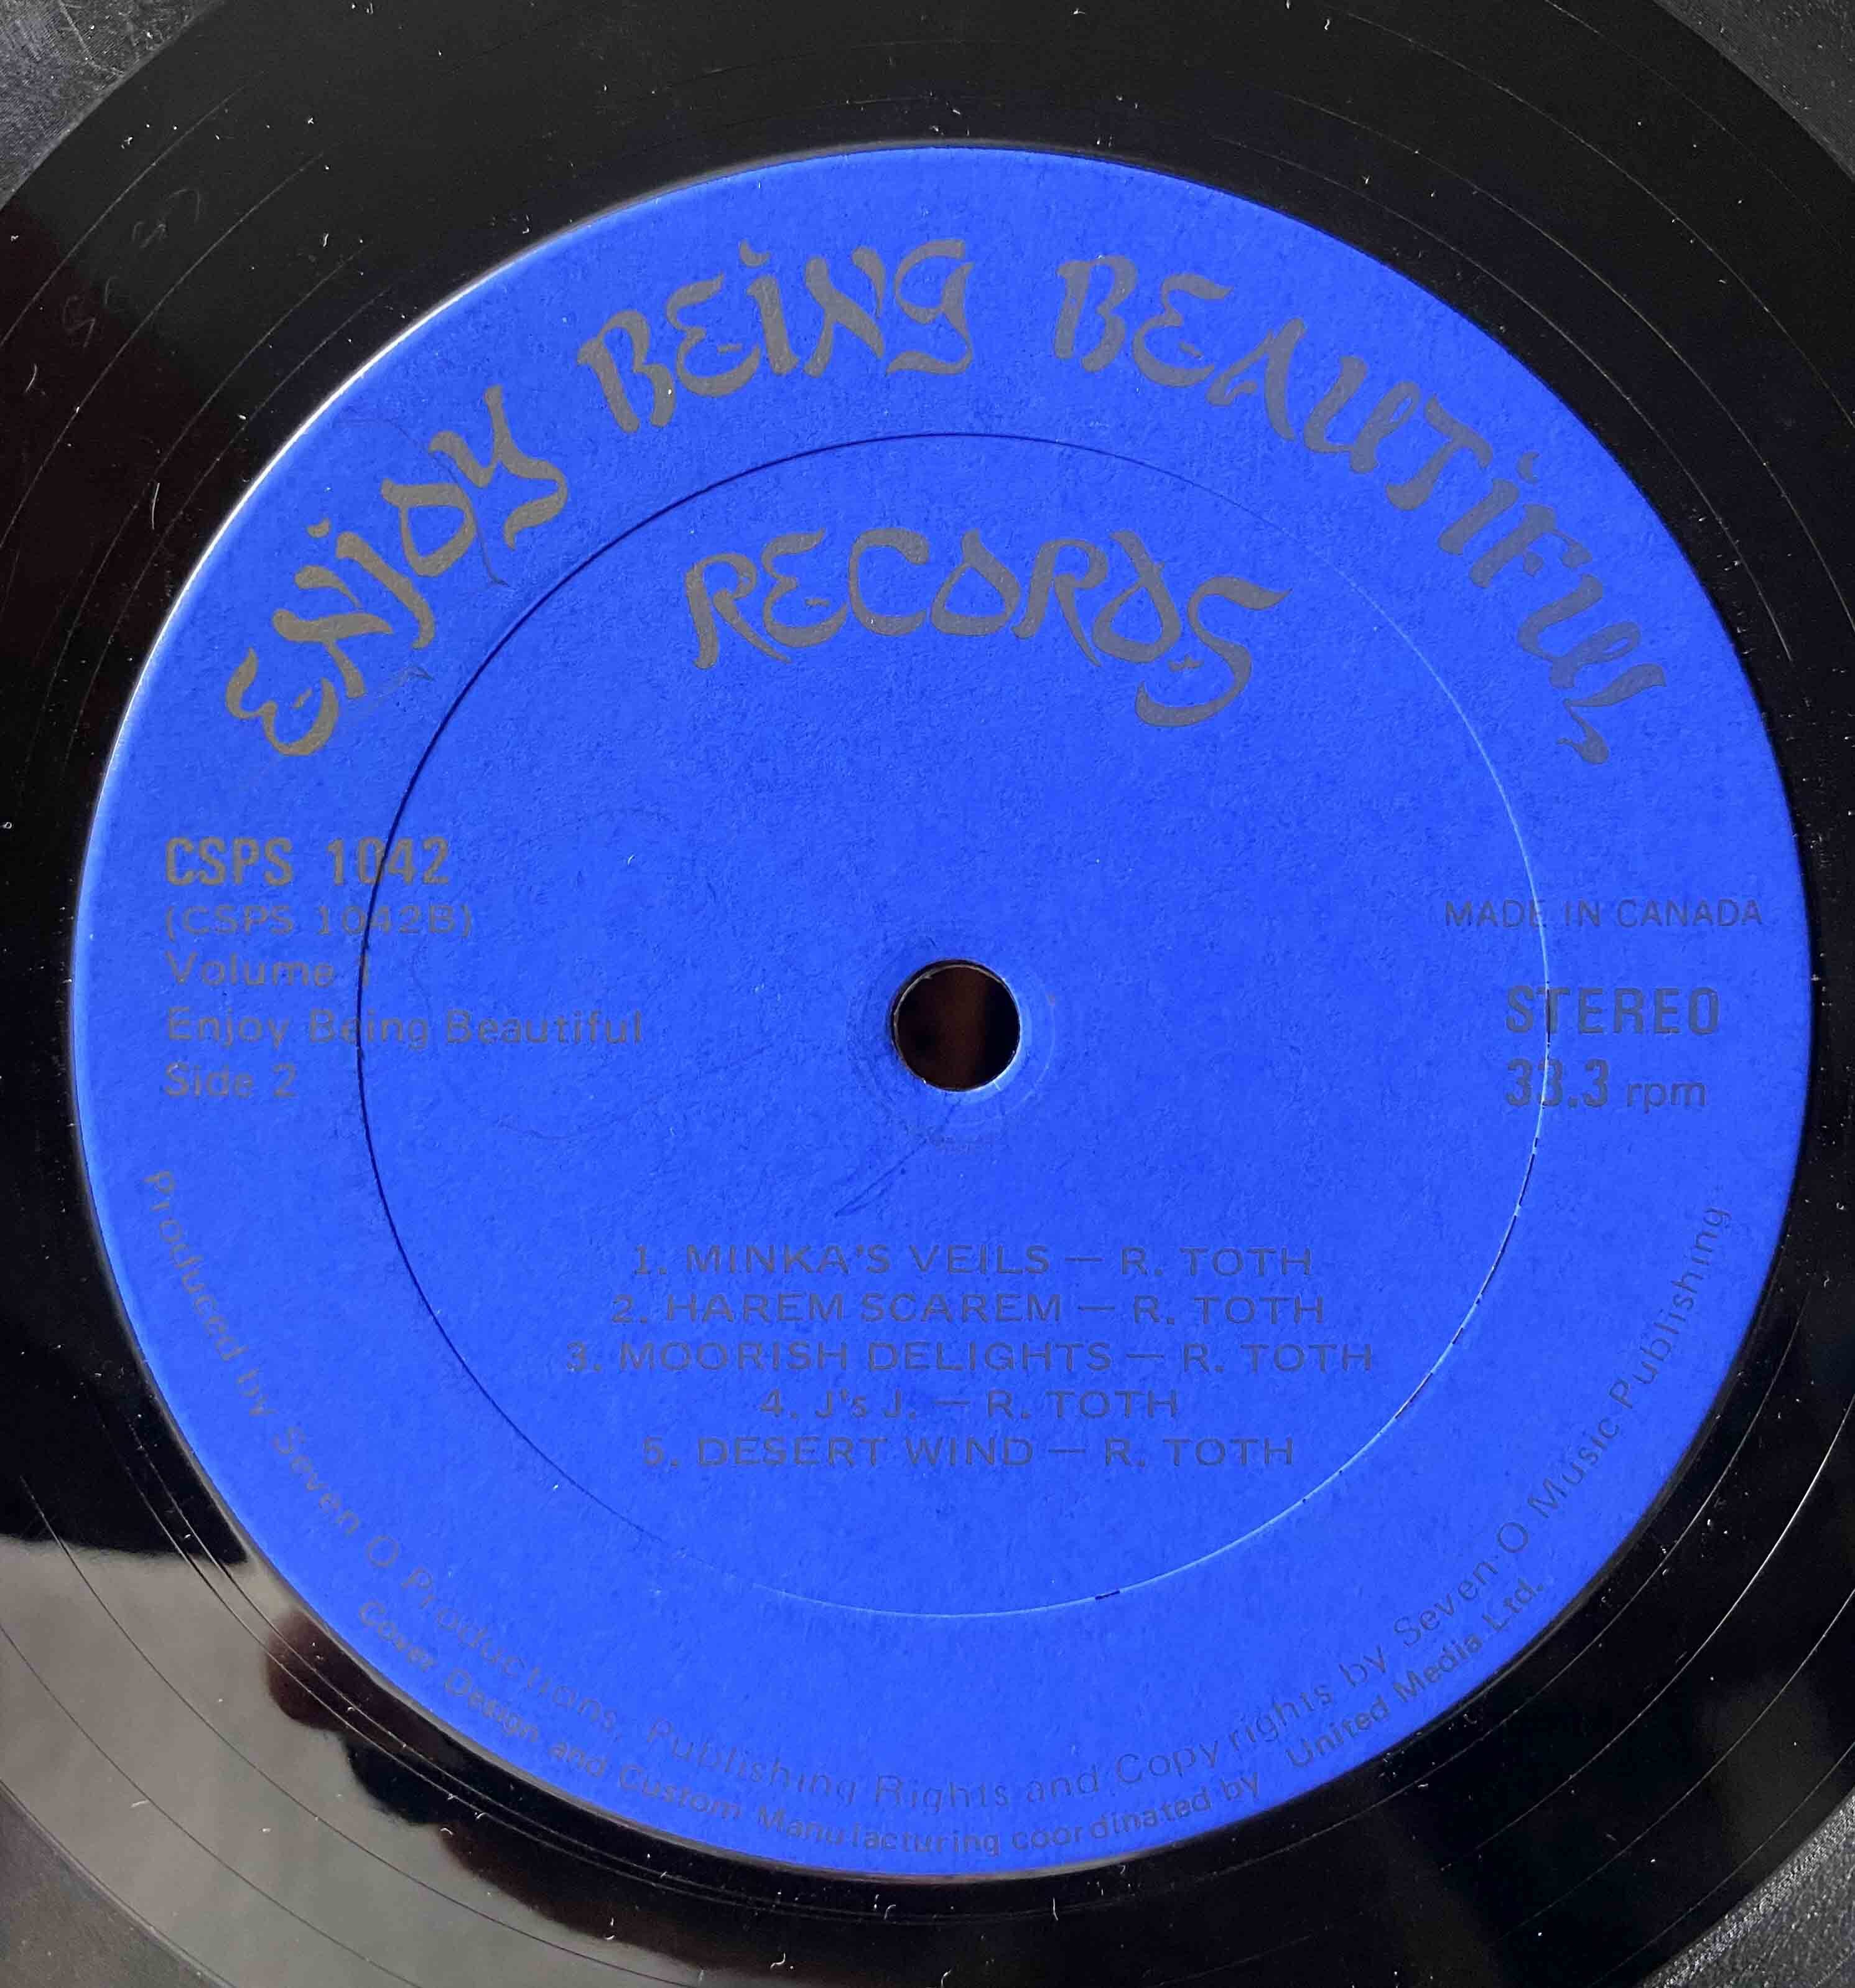 ENJOY BEING BEAUTIFUL
RECORDS
CSPS 1042
(CSPS 1042B)
Volume 1
Enjoy Being Beautiful
Side 2
MADE IN CANADA
STEREO
33.3 rpm
1. MINKA'S VEILS — R. TOTH
2. HAREM SCAREM — R. TOTH
3. MOORISH DELIGHTS — R. TOTH
4. J's J. — R. TOTH
5. DESERT WIND — R. TOTH
Produced by Seven O Productions, Publishing Rights and Copyrights by Seven-O Music Publishing.
Cover Design and Custom Manufacturing coordinated by United Media Ltd.